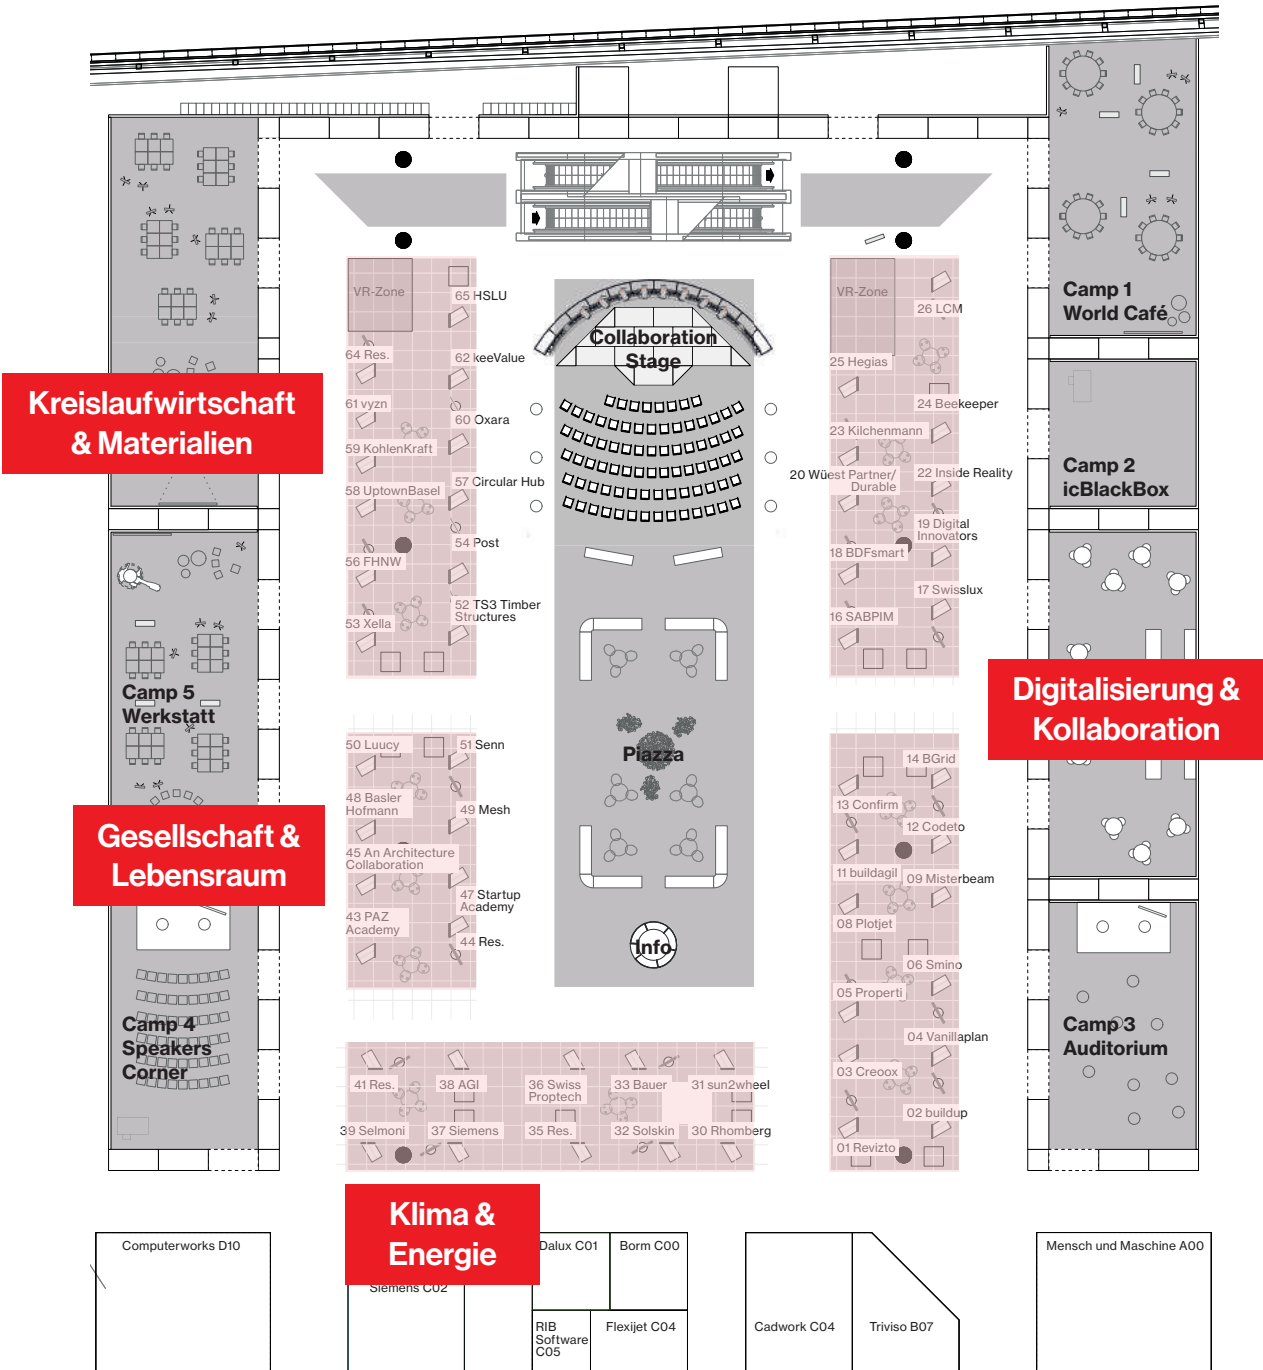 VR-Zone
65 HSLU
64 Res.
62 keeValue
61 vyzn
60 Oxara
59 KohlenKraft
58 UptownBasel
57 Circular Hub
54 Post
56 FHNW
52 TS3 Timber
Structures
53 Xella
Collaboration
Stage
VR-Zone
26 LCM
25 Hegias
24 Beekeeper
23 Kilchenmann
20 Wüest Partner/
Durable
22 Inside Reality
19 Digital
Innovators
18 BDFsmart
17 Swisslux
16 SABPIM
Camp 1
World Café
Camp 2
icBlackBox
Kreislaufwirtschaft
& Materialien
Camp 5
Werkstatt
Digitalisierung &
Kollaboration
Gesellschaft &
Lebensraum
50 Luucy
51 Senn
48 Basler
Hofmann
49 Mesh
45 An Architecture
Collaboration
47 Startup
Academy
43 PAZ
Academy
44 Res.
Piazza
Info
14 BGrid
13 Confirm
12 Codeto
11 buildagil
09 Misterbeam
08 Plotjet
06 Smino
05 Properti
04 Vanillaplan
03 Creoox
02 buildup
01 Revizto
Camp 4
Speakers
Corner
Camp 3
Auditorium
41 Res.
38 AGI
36 Swiss
Proptech
33 Bauer
31 sun2wheel
39 Selmoni
37 Siemens
35 Res.
32 Solskin
30 Rhomberg
Klima &
Energie
Computerworks D10
Siemens C02
Dalux C01
Borm C00
RIB
Software
C05
Flexijet C04
Cadwork C04
Triviso B07
Mensch und Maschine A00